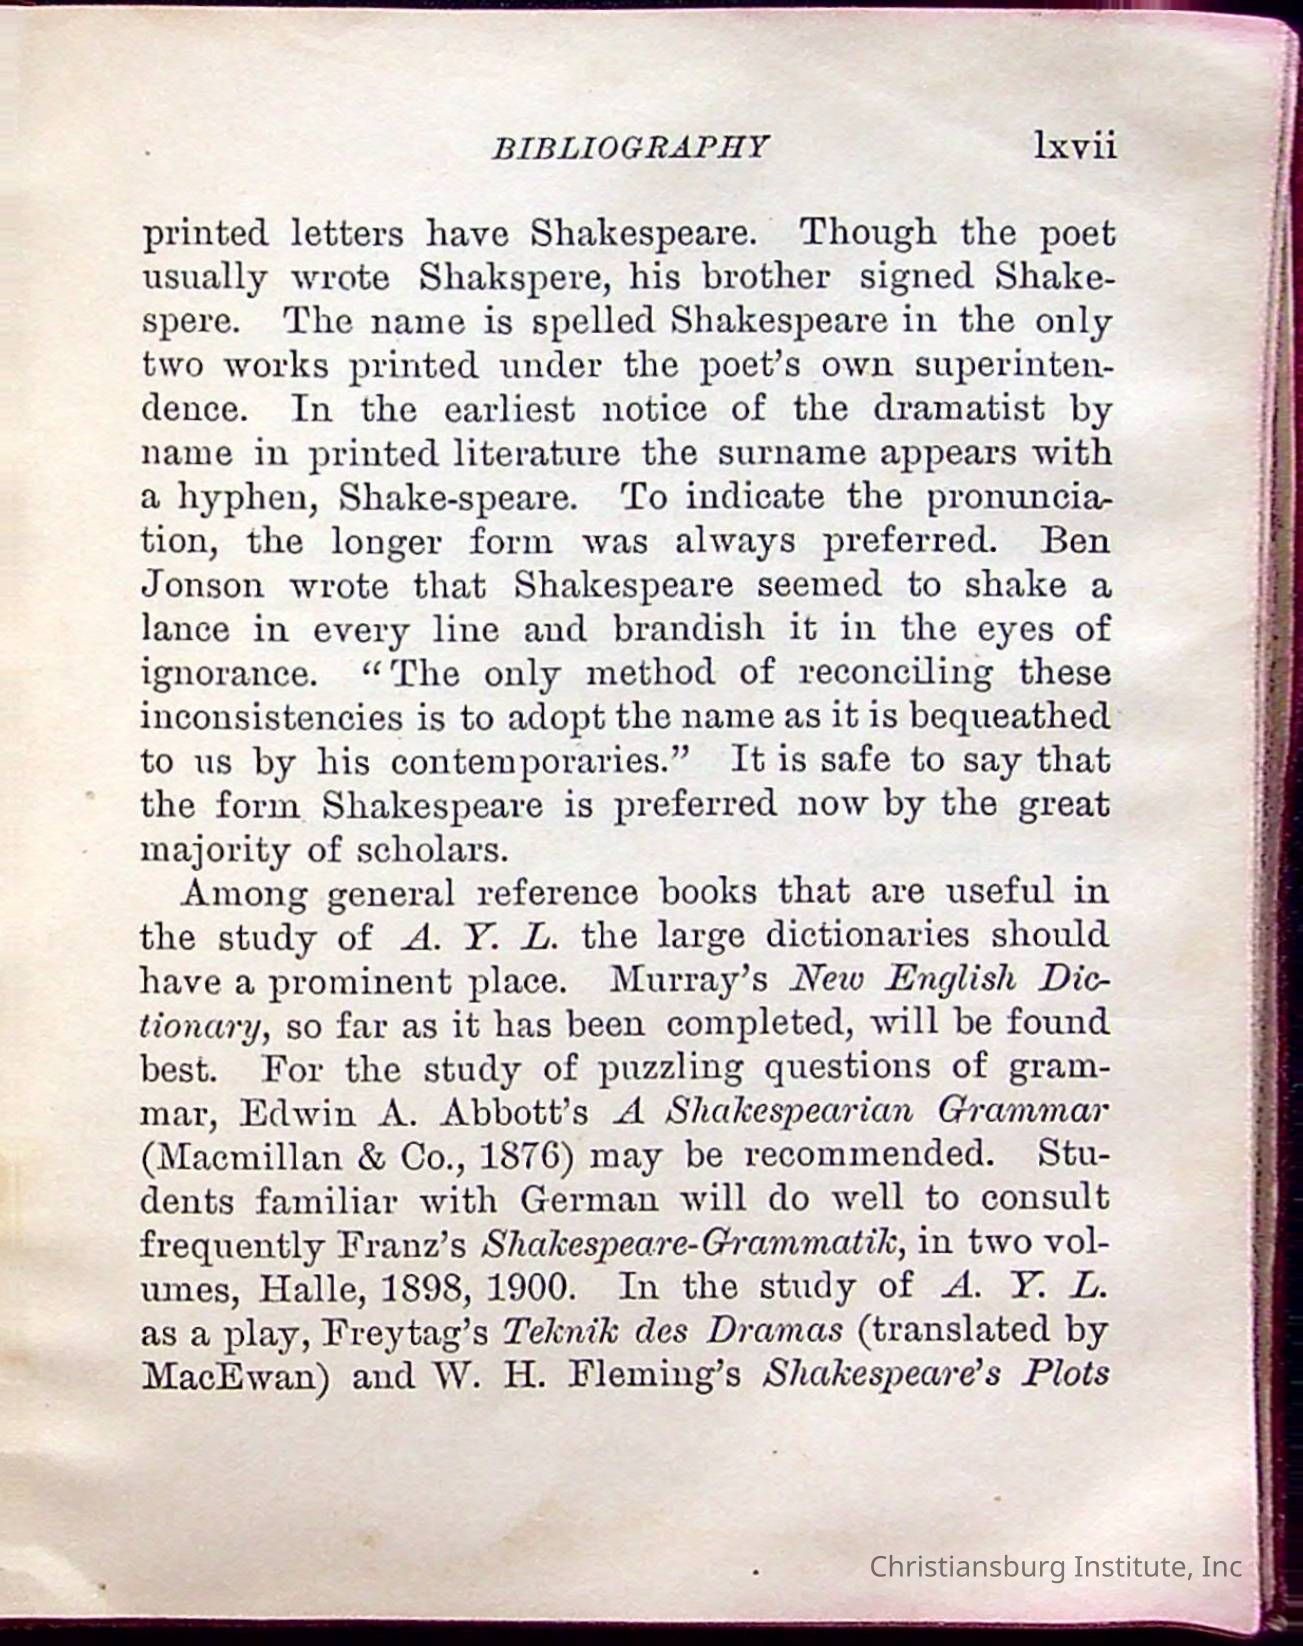 BIBLIOGRAPHY lxvii
printed letters have Shakespeare. Though the poet
usually wrote Shakspere, his brother signed Shake-
spere. The name is spelled Shakespeare in the only
two works printed under the poet's own superinten-
dence. In the earliest notice of the dramatist by
name in printed literature the surname appears with
a hyphen, Shake-speare. To indicate the pronuncia-
tion, the longer form was always preferred. Ben
Jonson wrote that Shakespeare seemed to shake a
lance in every line and brandish it in the eyes of
ignorance. "The only method of reconciling these
inconsistencies is to adopt the name as it is bequeathed
to us by his contemporaries." It is safe to say that
the form Shakespeare is preferred now by the great
majority of scholars.
Among general reference books that are useful in
the study of A. Y. L. the large dictionaries should
have a prominent place. Murray's New English Dic-
tionary, so far as it has been completed, will be found
best. For the study of puzzling questions of gram-
mar, Edwin A. Abbott's A Shakespearian Grammar
(Macmillan & Co., 1876) may be recommended. Stu-
dents familiar with German will do well to consult
frequently Franz's Shakespeare-Grammatik, in two vol-
umes, Halle, 1898, 1900. In the study of A. Y. L.
as a play, Freytag's Teknik des Dramas (translated by
MacEwan) and W. H. Fleming's Shakespeare's Plots
Christiansburg Institute, Inc